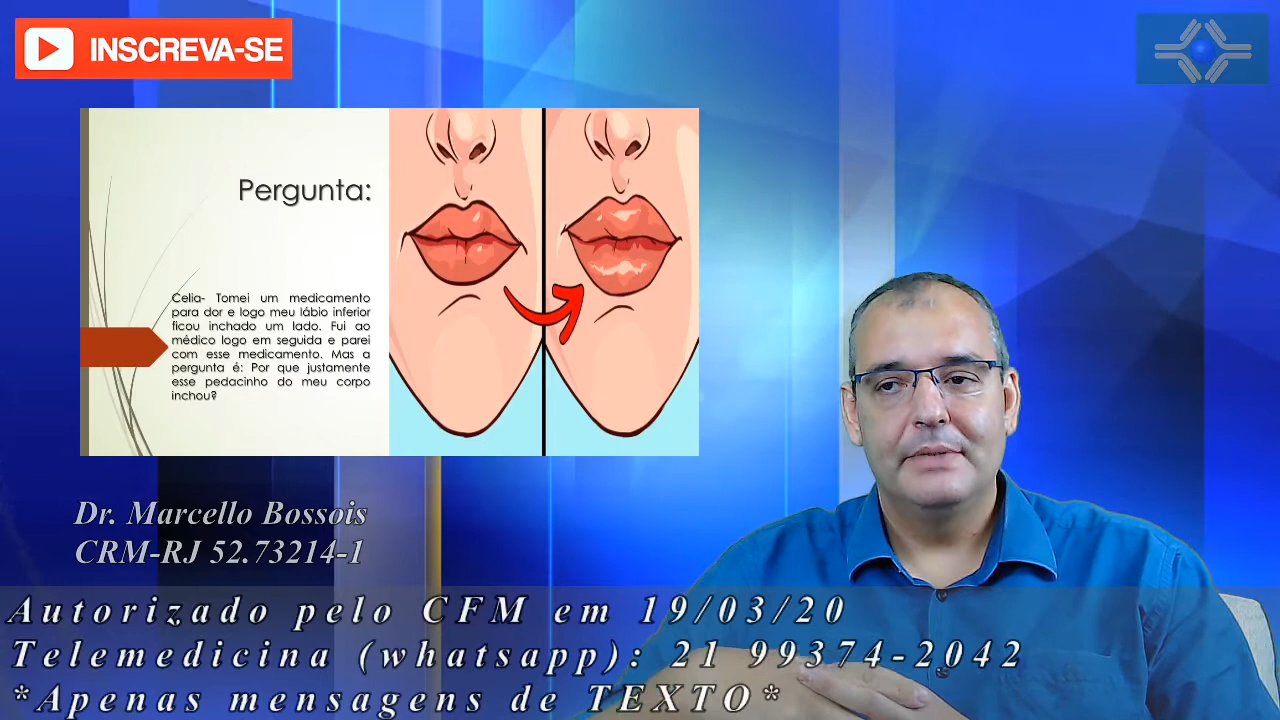 INSCREVA-SE
Pergunta:
Celia- Tomei um medicamento
para dor e logo meu lábio inferior
ficou inchado um lado. Fui ao
médico logo em seguida e parei
com esse medicamento. Mas a
pergunta é: Por que justamente
esse pedacinho do meu corpo
inchou?
Dr. Marcello Bossois
CRM-RJ 52.73214-1
Autorizado pelo CFM em 19/03/20
Telemedicina (whatsapp): 21 99374-2042
*Apenas mensagens de TEXTO*